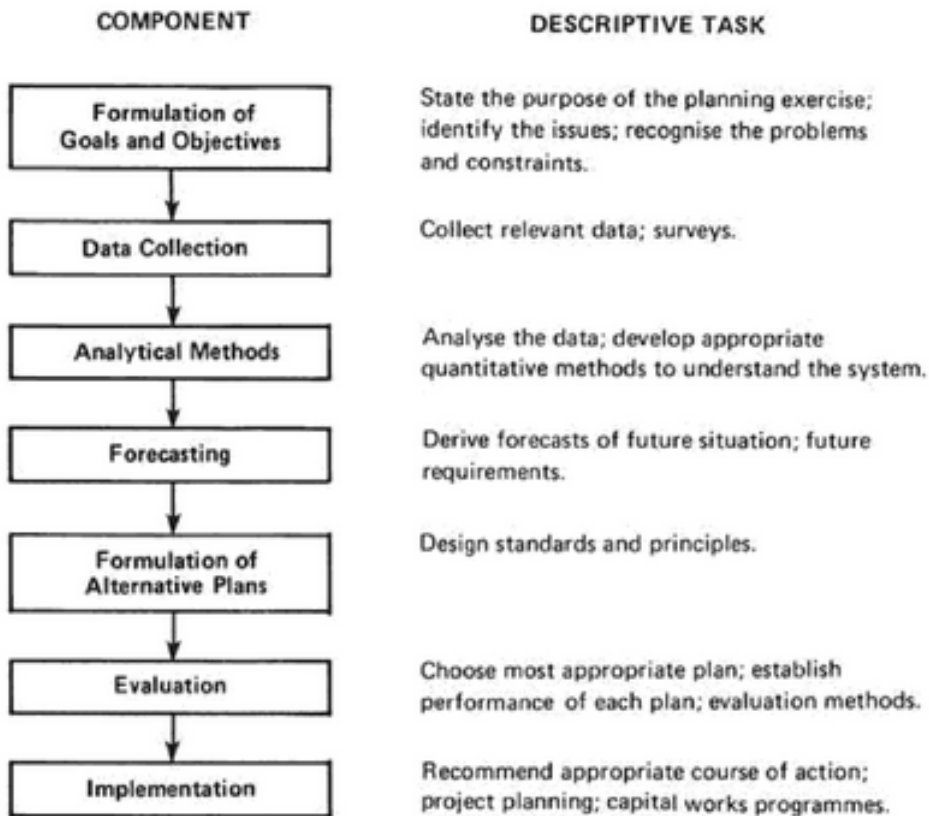 COMPONENT
DESCRIPTIVE TASK
Formulation of
Goals and Objectives
State the purpose of the planning exercise;
identify the issues; recognise the problems
and constraints.
Data Collection
Collect relevant data; surveys.
Analytical Methods
Analyse the data; develop appropriate
quantitative methods to understand the system.
Forecasting
Derive forecasts of future situation; future
requirements.
Formulation of
Alternative Plans
Design standards and principles.
Evaluation
Choose most appropriate plan; establish
performance of each plan; evaluation methods.
Implementation
Recommend appropriate course of action;
project planning; capital works programmes.